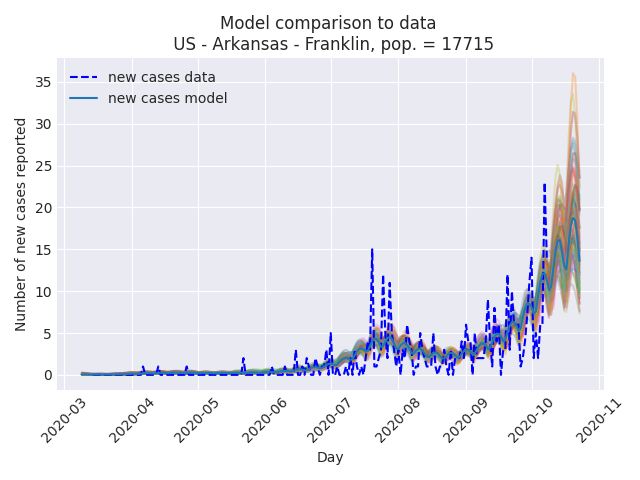 Model comparison to data
US - Arkansas - Franklin, pop. = 17715
new cases data
new cases model
Number of new cases reported
35
30
25
20
15
10
5
0
2020-03
2020-04
2020-05
2020-06
2020-07
2020-08
2020-09
2020-10
2020-11
Day